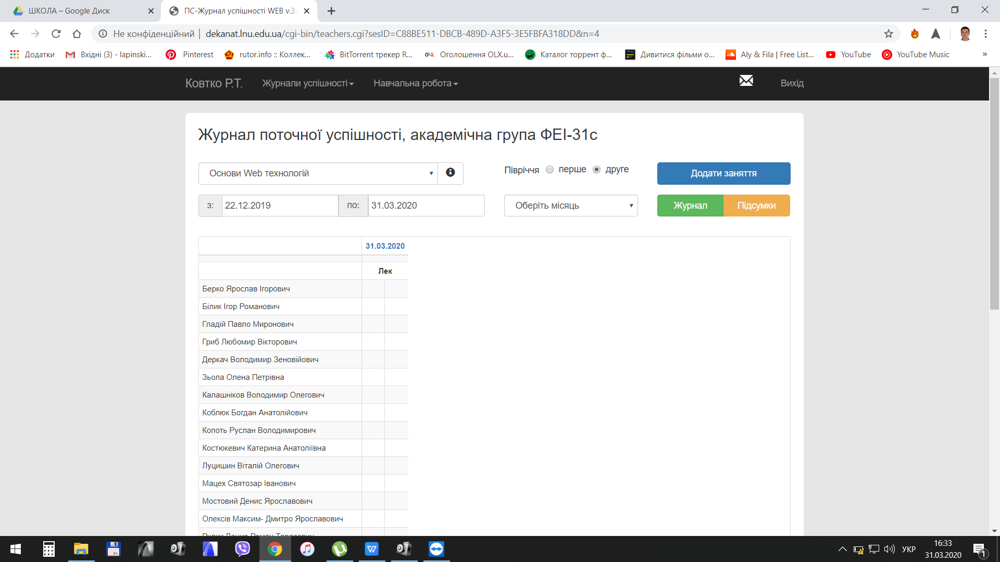 ШКОЛА – Google Диск
ПС-Журнал успішності WEB v.3.
Не конфіденційний | dekanat.lnu.edu.ua/cgi-bin/teachers.cgi?sesID=C88BE511-DBCB-489D-A3F5-3E5FBFA318DD&n=4
Додатки Вхідні (3) - lapinski... Pinterest rutor.info :: Коллек... BitTorrent трекер R... OLX Оголошення OLX.u... Каталог торрент ф... Дивитися фільми о... Aly & Fila | Free List... YouTube YouTube Music »
Ковтко Р.Т. Журнали успішності Навчальна робота Вихід
Журнал поточної успішності, академічна група ФЕІ-31с
Основи Web технологій Півріччя перше друге Додати заняття
з: 22.12.2019 по: 31.03.2020 Оберіть місяць Журнал Підсумки
31.03.2020
Лек
Берко Ярослав Ігорович
Білик Ігор Романович
Гладій Павло Миронович
Гриб Любомир Вікторович
Деркач Володимир Зеновійович
Зьола Олена Петрівна
Калашніков Володимир Олегович
Коблюк Богдан Анатолійович
Копоть Руслан Володимирович
Костюкевич Катерина Анатоліївна
Луцишин Віталій Олегович
Мацех Святозар Іванович
Мостовий Денис Ярославович
Олексів Максим- Дмитро Ярославович
64
W
УКР
16:33
31.03.2020
1